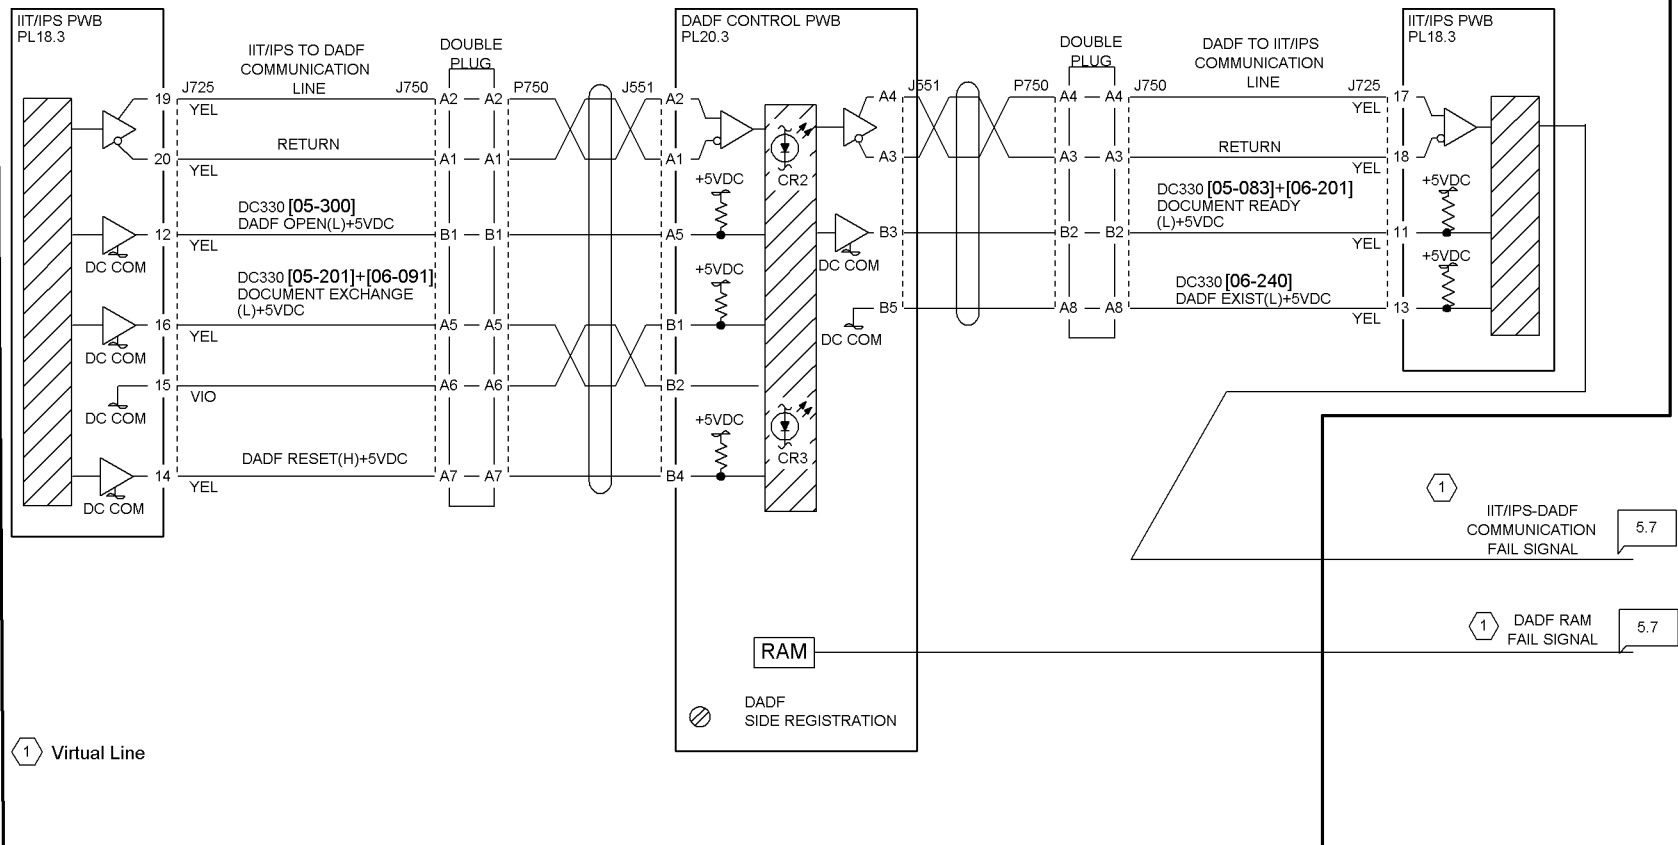 IIT/IPS PWB
PL18.3
IIT/IPS TO DADF
COMMUNICATION
LINE
DOUBLE
PLUG
J725
J750
P750
J551
19
YEL
A2
A2
A2
RETURN
20
YEL
A1
A1
A1
DC330 [05-300]
DADF OPEN(L)+5VDC
12
YEL
DC COM
B1
B1
A5
+5VDC
DC330 [05-201]+[06-091]
DOCUMENT EXCHANGE
(L)+5VDC
16
YEL
DC COM
A5
A5
B1
+5VDC
15
VIO
DC COM
A6
A6
B2
DADF RESET(H)+5VDC
14
YEL
DC COM
A7
A7
B4
+5VDC
DADF CONTROL PWB
PL20.3
CR2
CR3
DC COM
DC COM
RAM
DADF
SIDE REGISTRATION
J551
P750
DOUBLE
PLUG
J750
DADF TO IIT/IPS
COMMUNICATION
LINE
J725
A4
A4
A4
YEL
17
A3
A3
A3
RETURN
YEL
18
DC330 [05-083]+[06-201]
DOCUMENT READY
(L)+5VDC
B3
B2
B2
YEL
11
+5VDC
DC330 [06-240]
DADF EXIST(L)+5VDC
B5
A8
A8
YEL
13
+5VDC
IIT/IPS PWB
PL18.3
1
IIT/IPS-DADF
COMMUNICATION
FAIL SIGNAL
5.7
1
DADF RAM
FAIL SIGNAL
5.7
1 Virtual Line